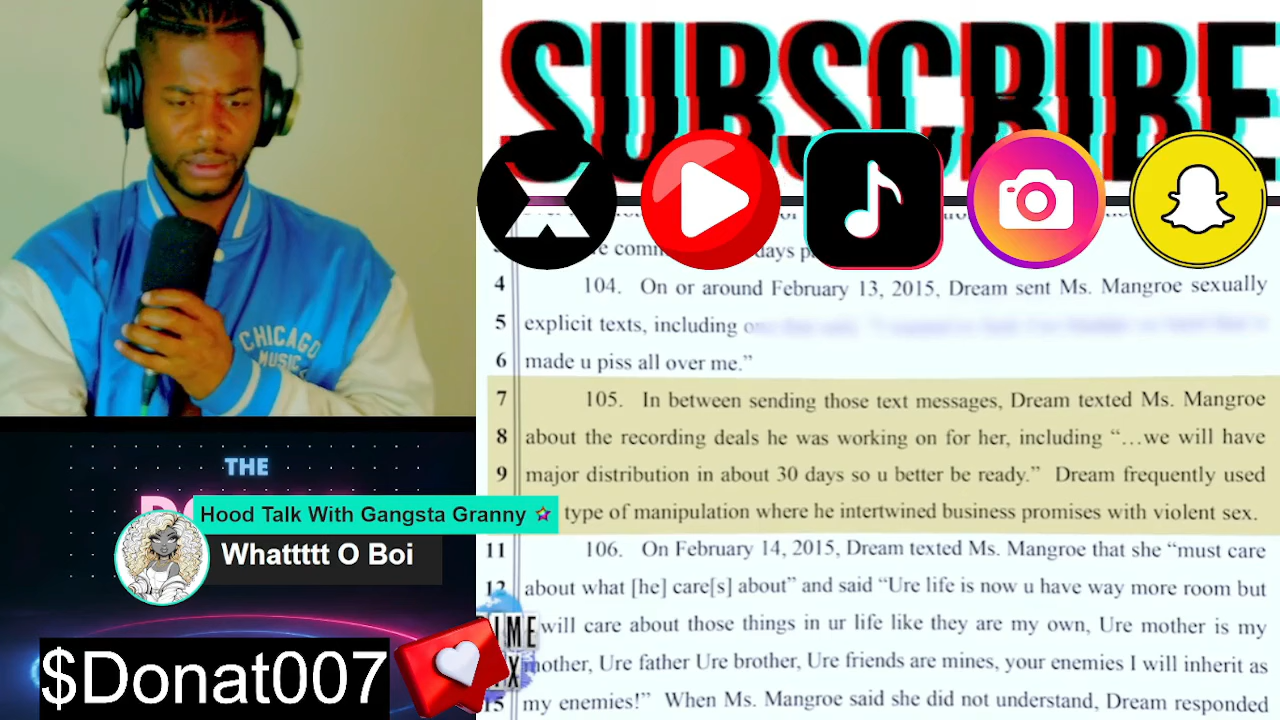 SUBSCRIBE
4 104. On or around February 13, 2015, Dream sent Ms. Mangroe sexually
5 explicit texts, including
6 made u piss all over me.”
7 105. In between sending those text messages, Dream texted Ms. Mangroe
8 about the recording deals he was working on for her, including “…we will have
9 major distribution in about 30 days so u better be ready.” Dream frequently used
type of manipulation where he intertwined business promises with violent sex.
11 106. On February 14, 2015, Dream texted Ms. Mangroe that she “must care
12 about what [he] care[s] about” and said “Ure life is now u have way more room but
will care about those things in ur life like they are my own, Ure mother is my
mother, Ure father Ure brother, Ure friends are mines, your enemies I will inherit as
15 my enemies!” When Ms. Mangroe said she did not understand, Dream responded
CHICAGO
MUSIC
THE
Hood Talk With Gangsta Granny
Whattttt O Boi
$Donat007